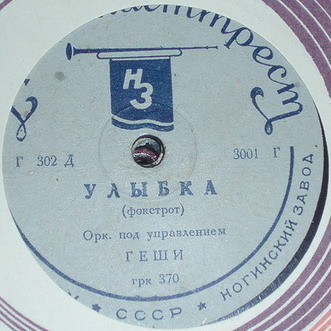 НЗ
Г 302 Д
3001 Г
УЛЫБКА
(фокстрот)
Орк. под управлением
ГЕШИ
грк 370
★ СССР ★ НОГИНСКИЙ ЗАВОД